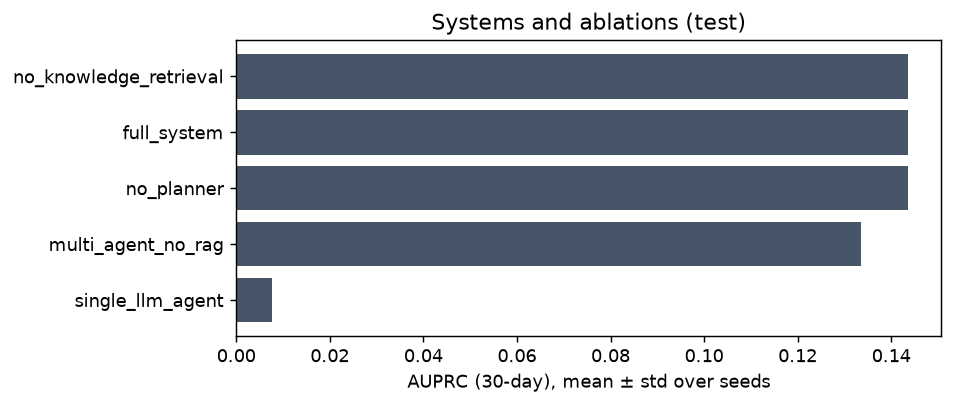 Systems and ablations (test)
no_knowledge_retrieval
full_system
no_planner
multi_agent_no_rag
single_llm_agent
0.00 0.02 0.04 0.06 0.08 0.10 0.12 0.14
AUPRC (30-day), mean ± std over seeds